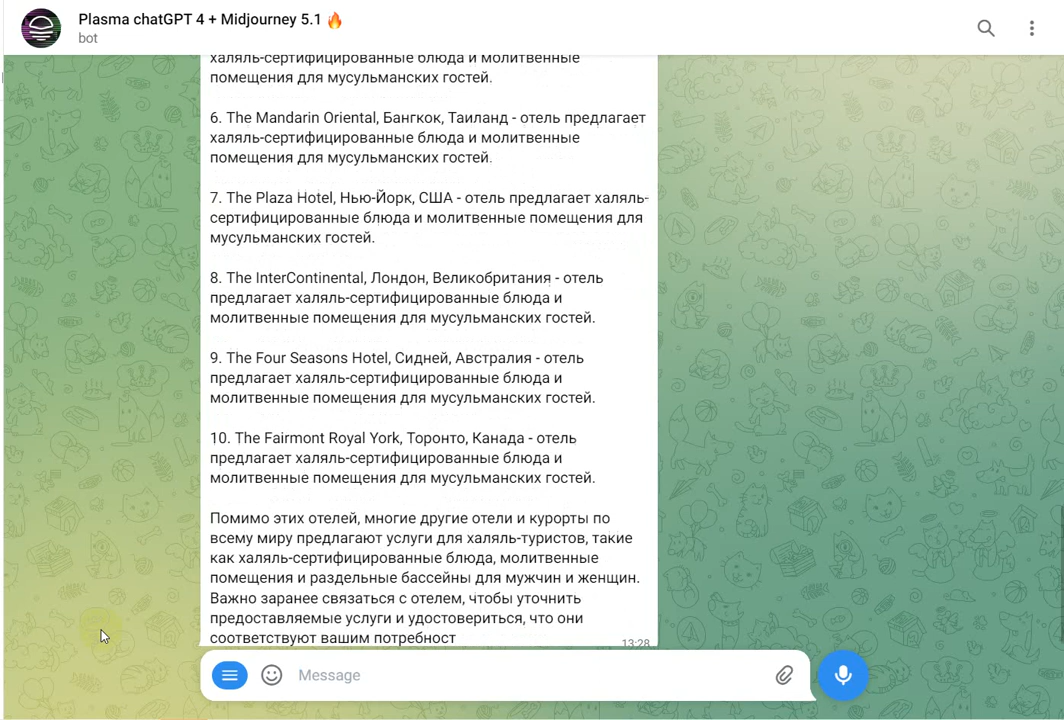 Plasma chatGPT 4 + Midjourney 5.1 🔥
bot
халяль-сертифицированные блюда и молитвенные
помещения для мусульманских гостей.
6. The Mandarin Oriental, Бангкок, Таиланд - отель предлагает
халяль-сертифицированные блюда и молитвенные
помещения для мусульманских гостей.
7. The Plaza Hotel, Нью-Йорк, США - отель предлагает халяль-
сертифицированные блюда и молитвенные помещения для
мусульманских гостей.
8. The InterContinental, Лондон, Великобритания - отель
предлагает халяль-сертифицированные блюда и
молитвенные помещения для мусульманских гостей.
9. The Four Seasons Hotel, Сидней, Австралия - отель
предлагает халяль-сертифицированные блюда и
молитвенные помещения для мусульманских гостей.
10. The Fairmont Royal York, Торонто, Канада - отель
предлагает халяль-сертифицированные блюда и
молитвенные помещения для мусульманских гостей.
Помимо этих отелей, многие другие отели и курорты по
всему миру предлагают услуги для халяль-туристов, такие
как халяль-сертифицированные блюда, молитвенные
помещения и раздельные бассейны для мужчин и женщин.
Важно заранее связаться с отелем, чтобы уточнить
предоставляемые услуги и удостовериться, что они
соответствуют вашим потребност
13:28
Message